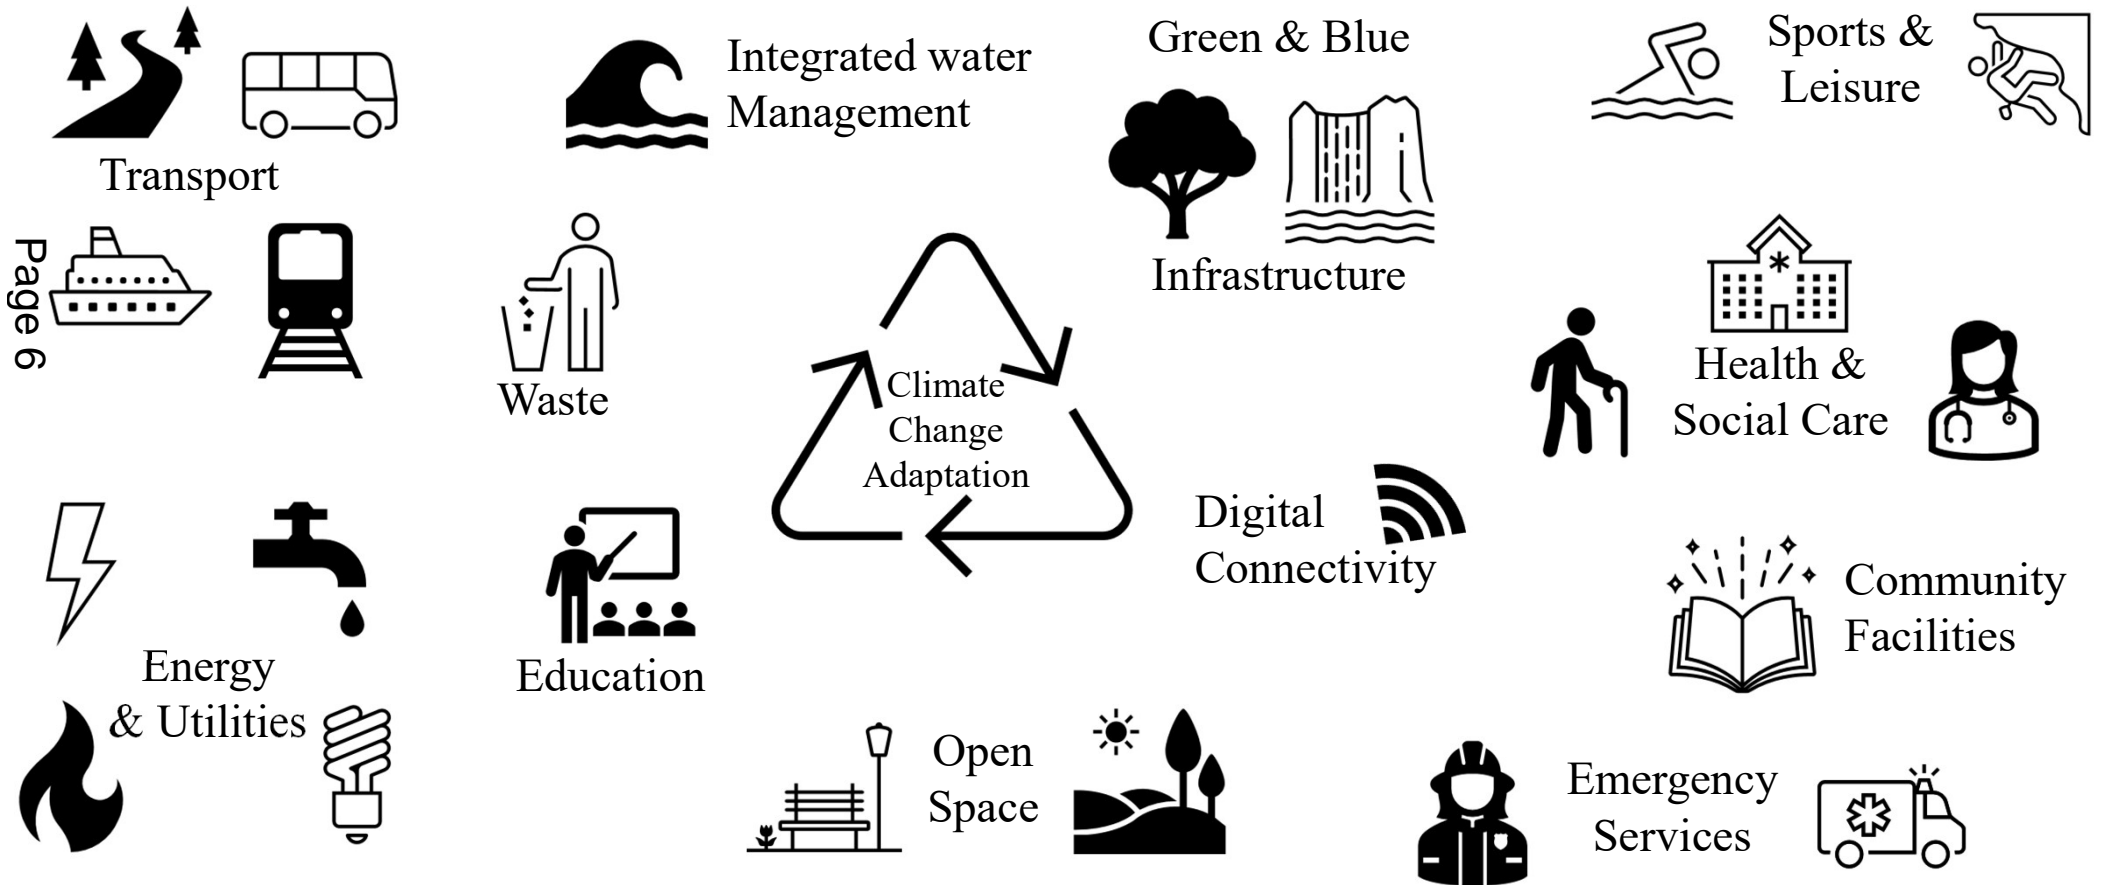 Transport
Integrated water
Management
Green & Blue
Infrastructure
Sports &
Leisure
Page 6
Waste
Climate
Change
Adaptation
Health &
Social Care
Digital
Connectivity
Community
Facilities
Energy
& Utilities
Education
Open
Space
Emergency
Services